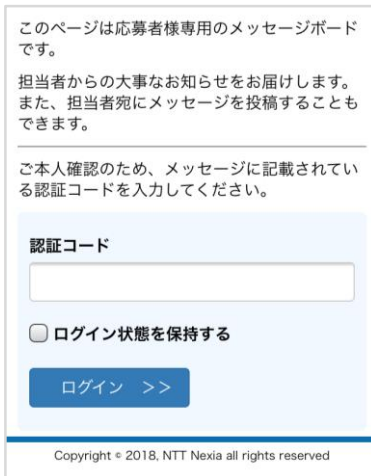 このページは応募者様専用のメッセージボード
です。
担当者からの大事なお知らせをお届けします。
また、担当者宛にメッセージを投稿することも
できます。
ご本人確認のため、メッセージに記載されてい
る認証コードを入力してください。
認証コード
ログイン状態を保持する
ログイン >>
Copyright © 2018, NTT Nexia all rights reserved